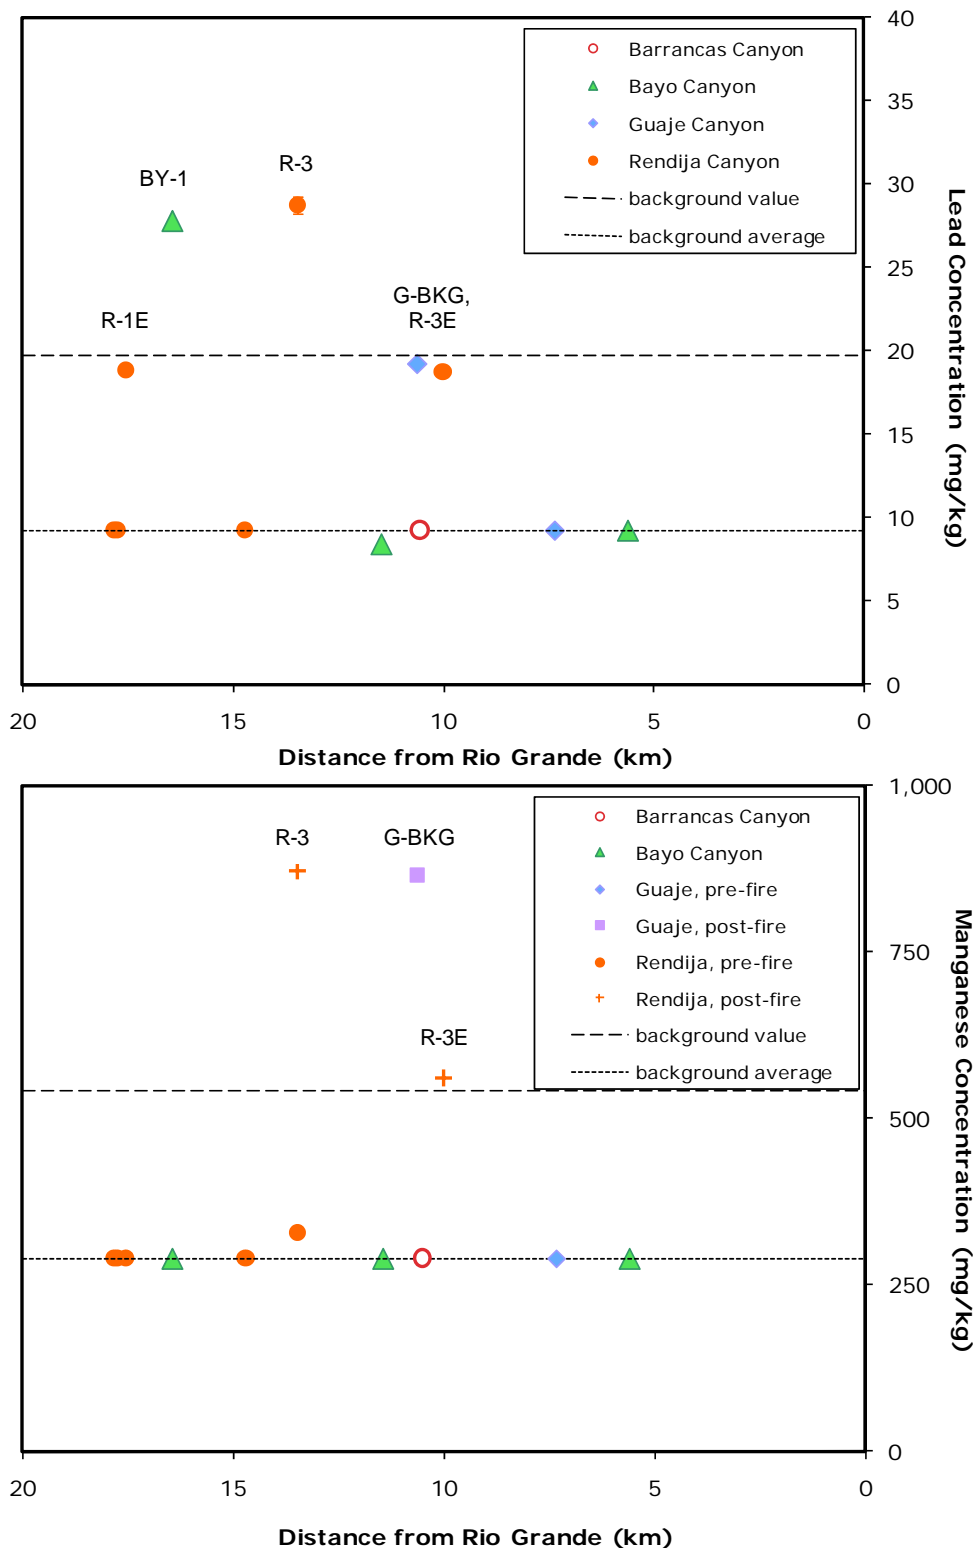 40
35
30
25
20
15
10
5
0
Lead Concentration (mg/kg)
Barrancas Canyon
Bayo Canyon
Guaje Canyon
Rendija Canyon
background value
background average
BY-1
R-3
R-1E
G-BKG,
R-3E
20
15
10
5
0
Distance from Rio Grande (km)
1,000
750
500
250
0
Manganese Concentration (mg/kg)
Barrancas Canyon
Bayo Canyon
Guaje, pre-fire
Guaje, post-fire
Rendija, pre-fire
Rendija, post-fire
background value
background average
R-3
G-BKG
R-3E
20
15
10
5
0
Distance from Rio Grande (km)